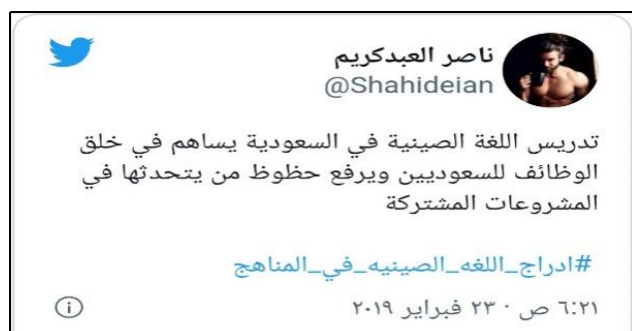 ناصر العبدكريم
@Shahideian
تدريس اللغة الصينية في السعودية يساهم في خلق
الوظائف للسعوديين ويرفع حظوظ من يتحدثها في
المشروعات المشتركة
#ادراج_اللغه_الصينيه_في_المناهج
٦:٢١ ص · ٢٣ فبراير ٢٠١٩